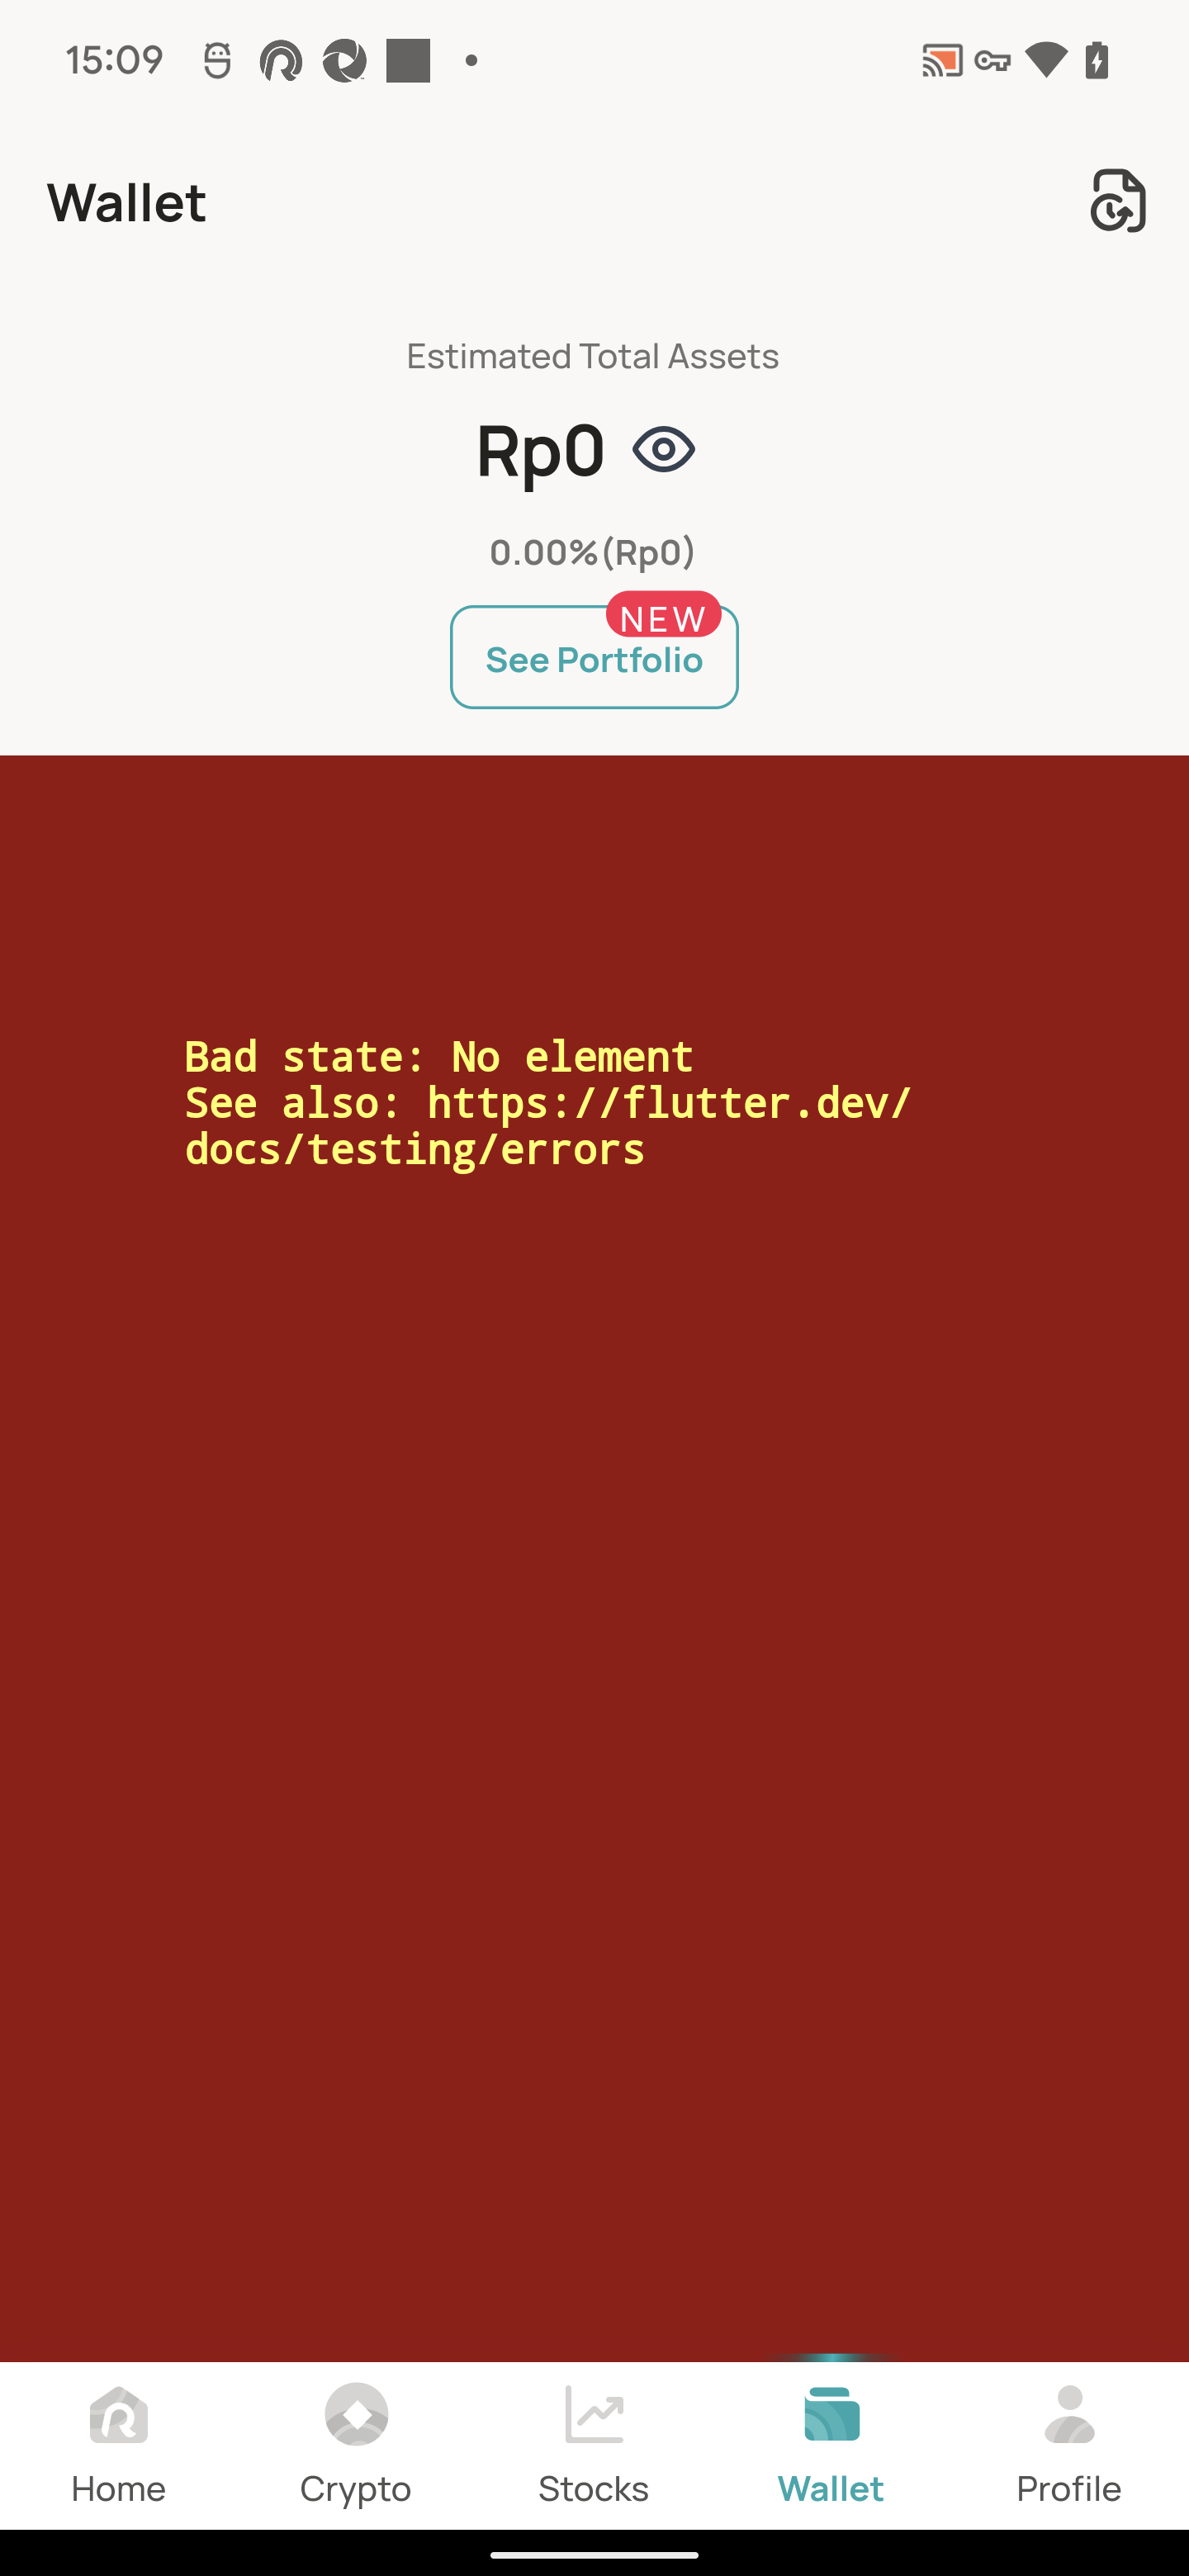 15:09
Wallet
Estimated Total Assets
Rp0
0.00%(Rp0)
NEW
See Portfolio
Bad state: No element
See also: https://flutter.dev/
docs/testing/errors
Home
Crypto
Stocks
Wallet
Profile